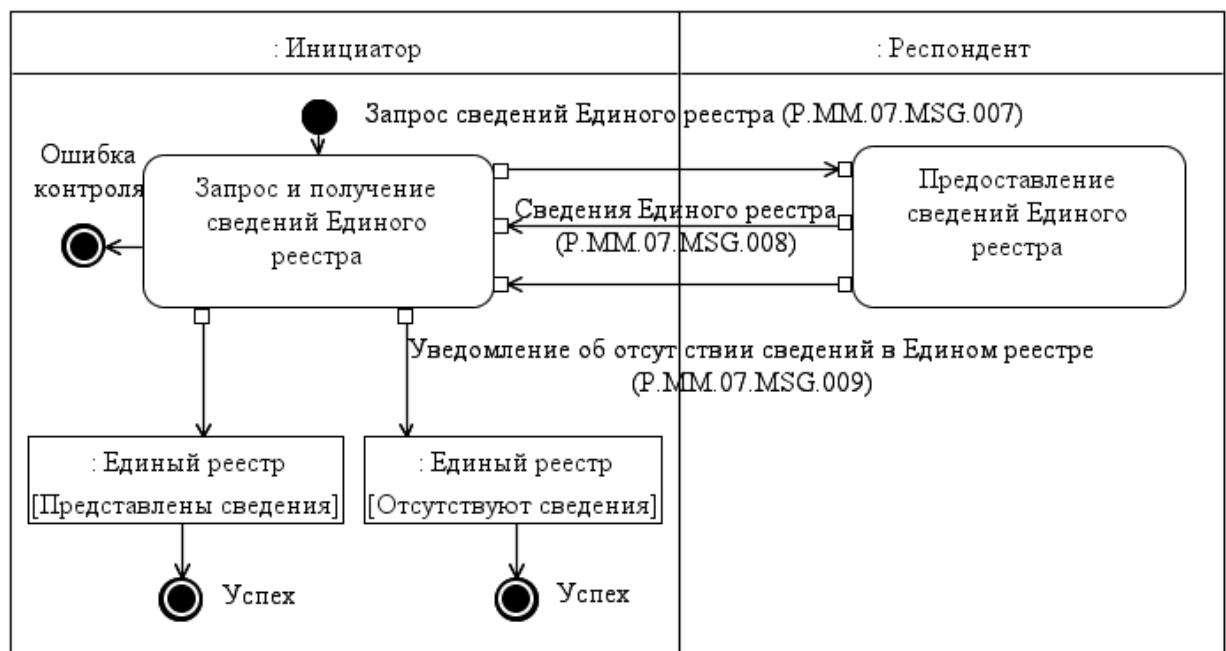 : Инициатор
: Респондент
Запрос сведений Единого реестра (P.MM.07.MSG.007)
Ошибка
контроля
Запрос и получение
сведений Единого
реестра
Сведения Единого реестра
(P.MM.07.MSG.008)
Предоставление
сведений Единого
реестра
Уведомление об отсутствии сведений в Едином реестре
(P.MM.07.MSG.009)
: Единый реестр
[Представлены сведения]
: Единый реестр
[Отсутствуют сведения]
Успех
Успех